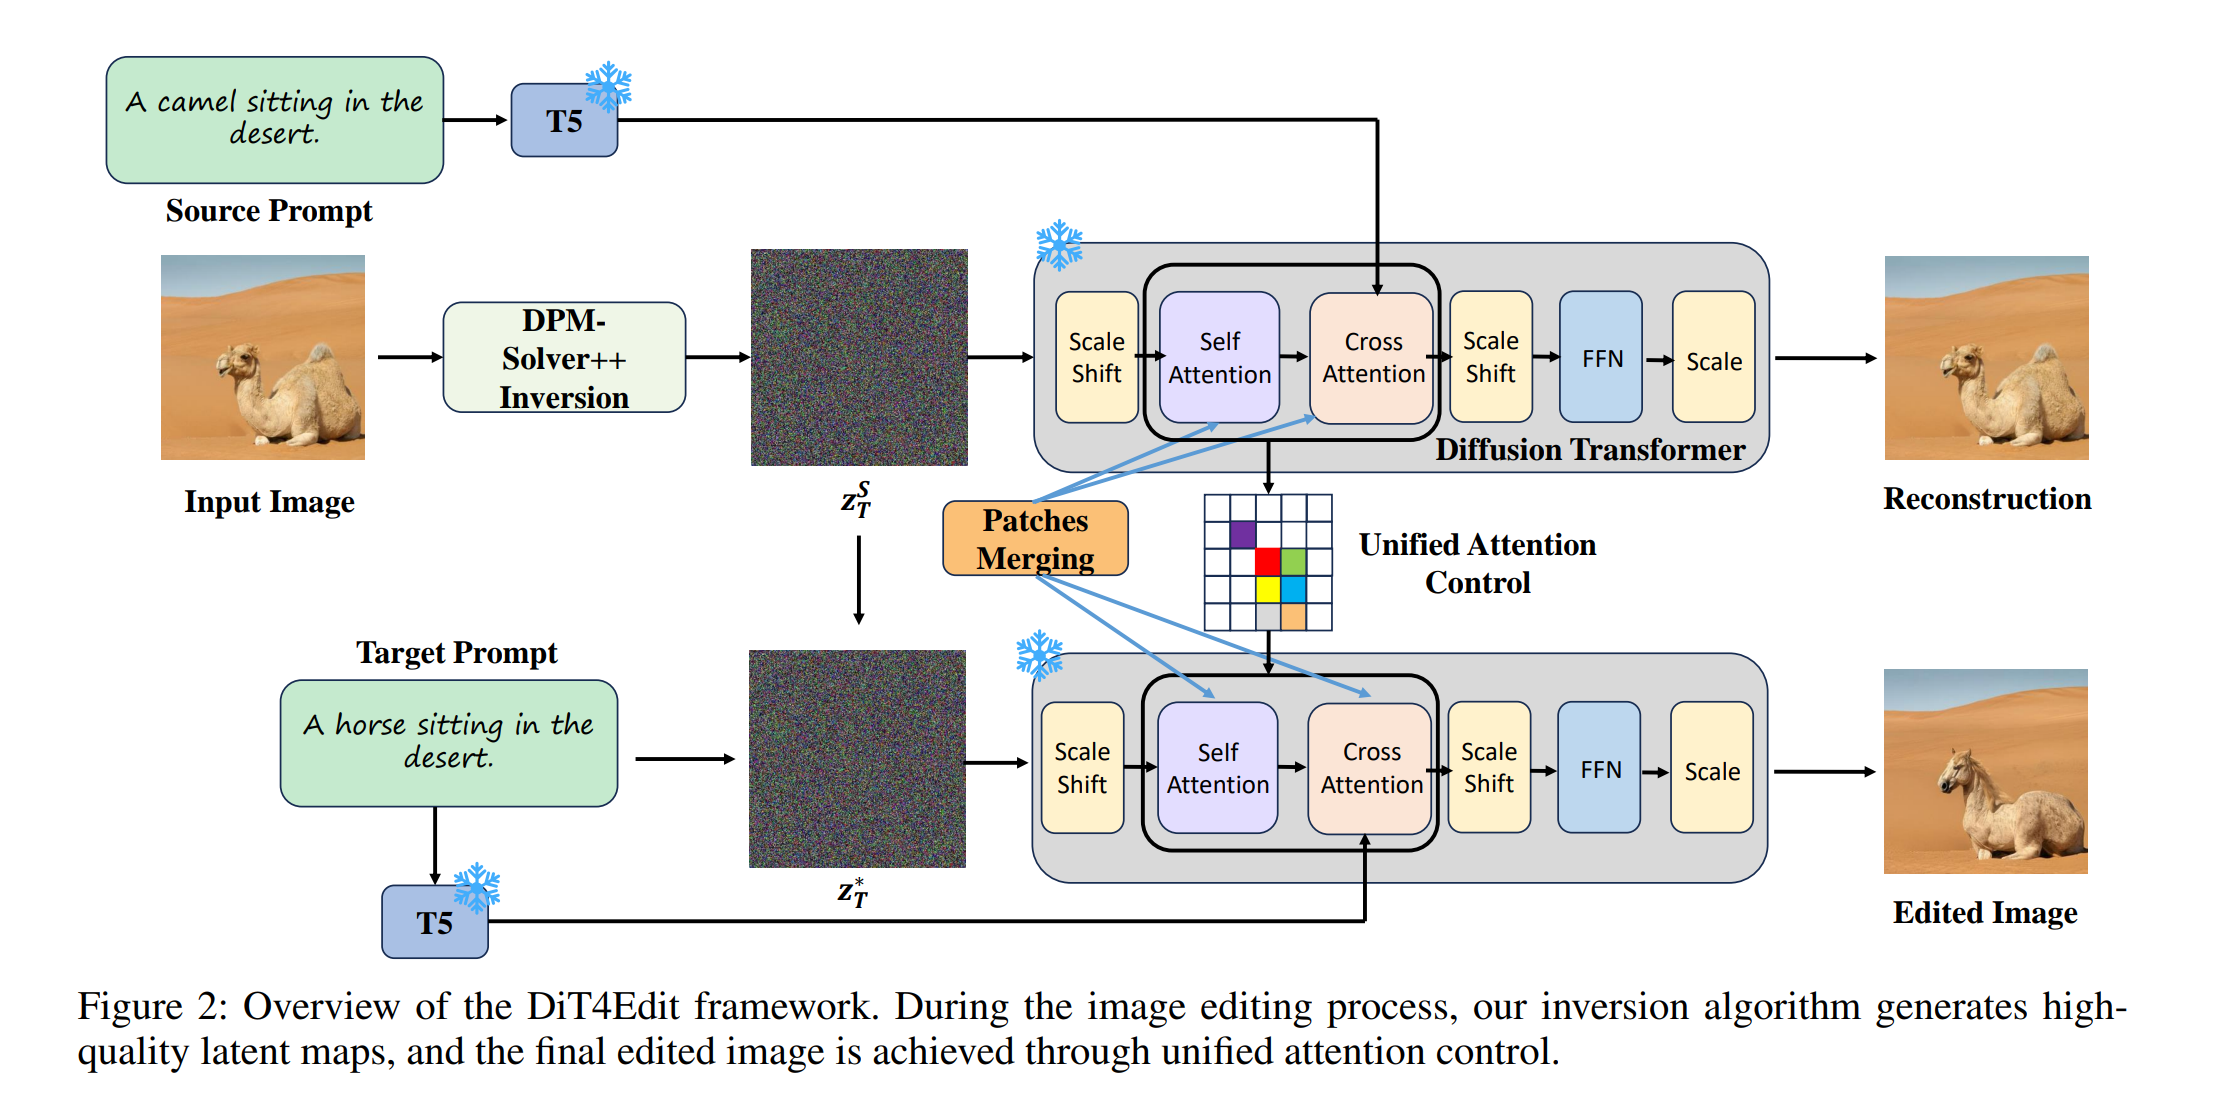 A camel sitting in the
desert.
T5
Source Prompt
DPM-
Solver++
Inversion
Input Image
z_T^S
Scale
Shift
Self
Attention
Cross
Attention
Scale
Shift
FFN
Scale
Diffusion Transformer
Reconstruction
Patches
Merging
Unified Attention
Control
Target Prompt
A horse sitting in the
desert.
T5
z_T^*
Scale
Shift
Self
Attention
Cross
Attention
Scale
Shift
FFN
Scale
Edited Image
Figure 2: Overview of the DiT4Edit framework. During the image editing process, our inversion algorithm generates high-
quality latent maps, and the final edited image is achieved through unified attention control.